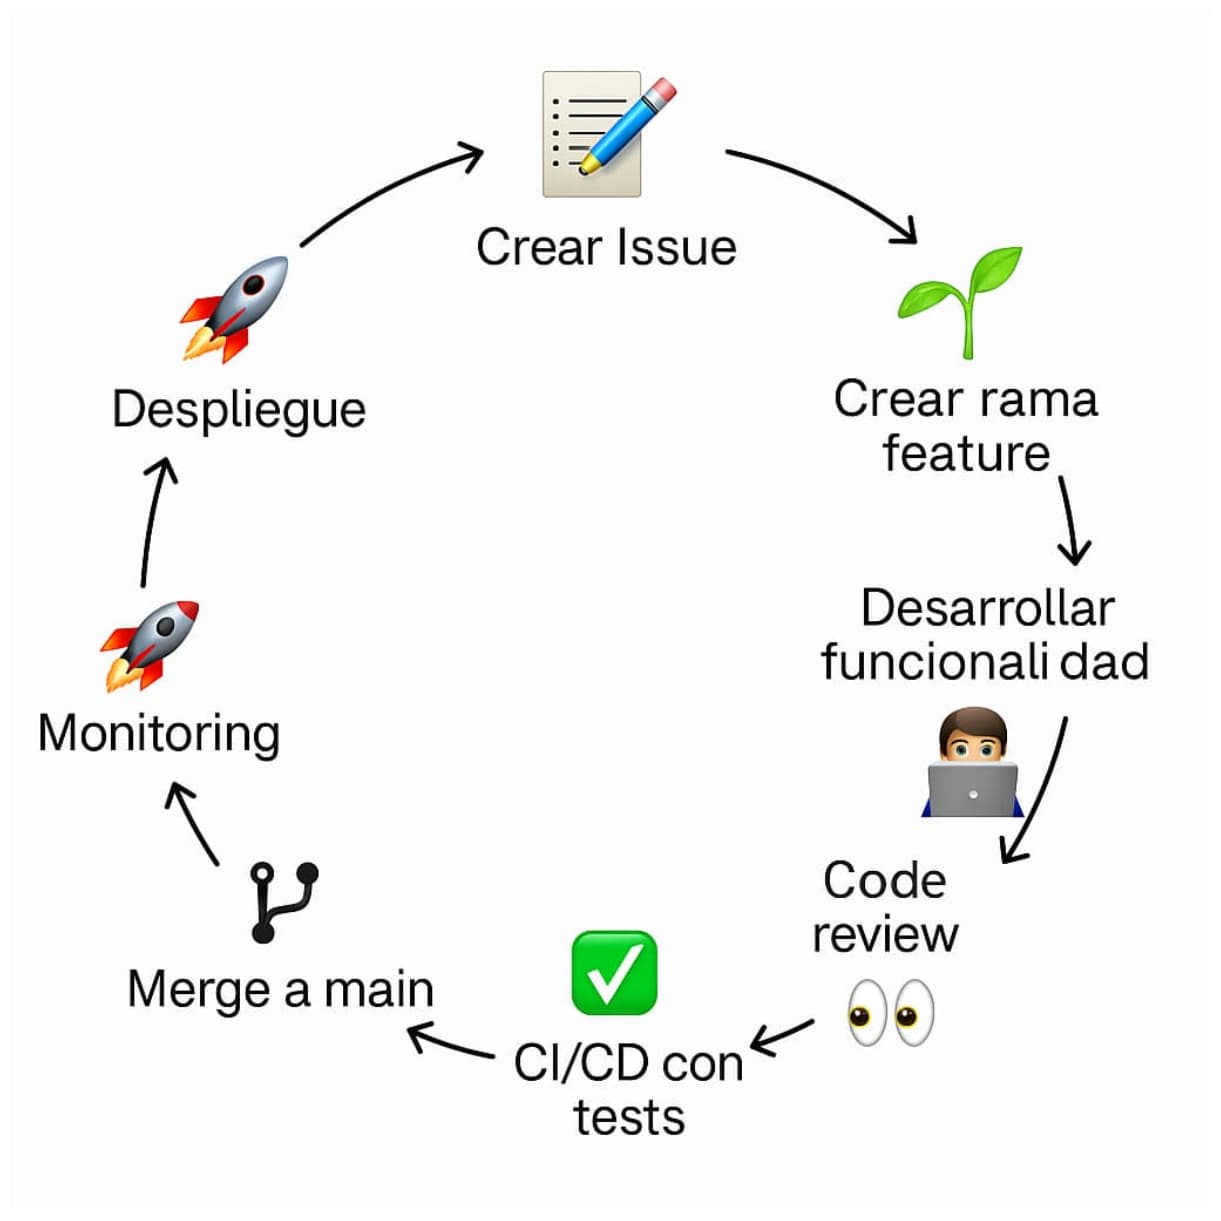 Crear Issue
Crear rama
feature
Desarrollar
funcionali dad
Code
review
CI/CD con
tests
Merge a main
Monitoring
Despliegue